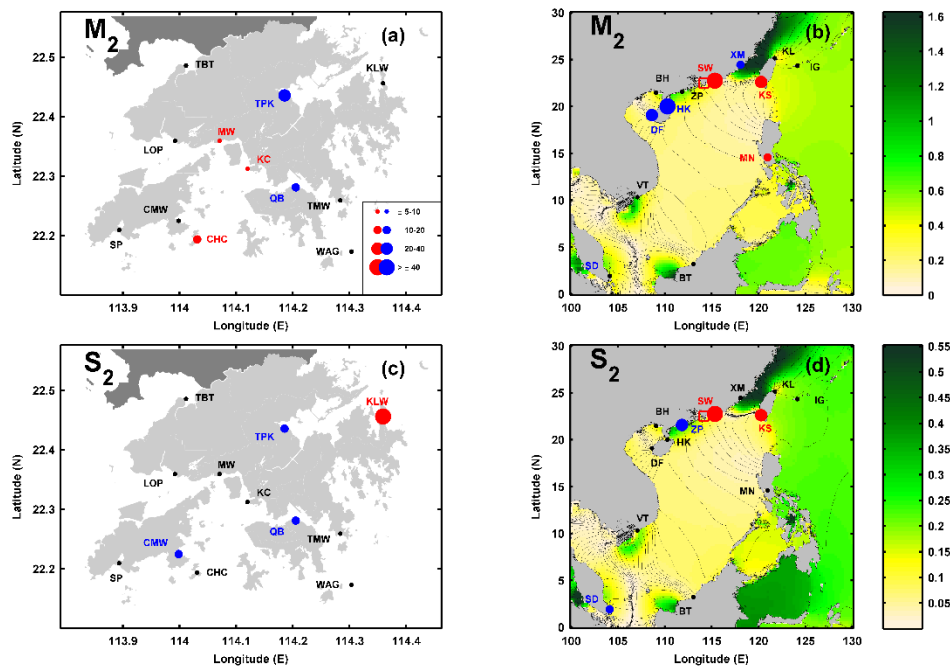 M2
(a)
TBT
KLW
TPK
MW
LOP
KC
QB
CMW
TMW
SP
CHC
WAG
± 5-10
10-20
20-40
> ± 40
22.5
22.4
22.3
22.2
Latitude (N)
113.9 114 114.1 114.2 114.3 114.4
Longitude (E)
M2
(b)
XM
KL
IG
SW
BH
ZP
KS
HK
DF
MN
VT
SD
BT
30
25
20
15
10
5
0
Latitude (N)
100 105 110 115 120 125 130
Longitude (E)
1.6
1.4
1.2
1
0.8
0.6
0.4
0.2
0
S2
(c)
TBT
KLW
TPK
MW
LOP
KC
QB
CMW
TMW
SP
CHC
WAG
22.5
22.4
22.3
22.2
Latitude (N)
113.9 114 114.1 114.2 114.3 114.4
Longitude (E)
S2
(d)
XM
KL
IG
SW
BH
ZP
KS
HK
DF
MN
VT
SD
BT
30
25
20
15
10
5
0
Latitude (N)
100 105 110 115 120 125 130
Longitude (E)
0.55
0.5
0.45
0.4
0.35
0.3
0.25
0.2
0.15
0.1
0.05